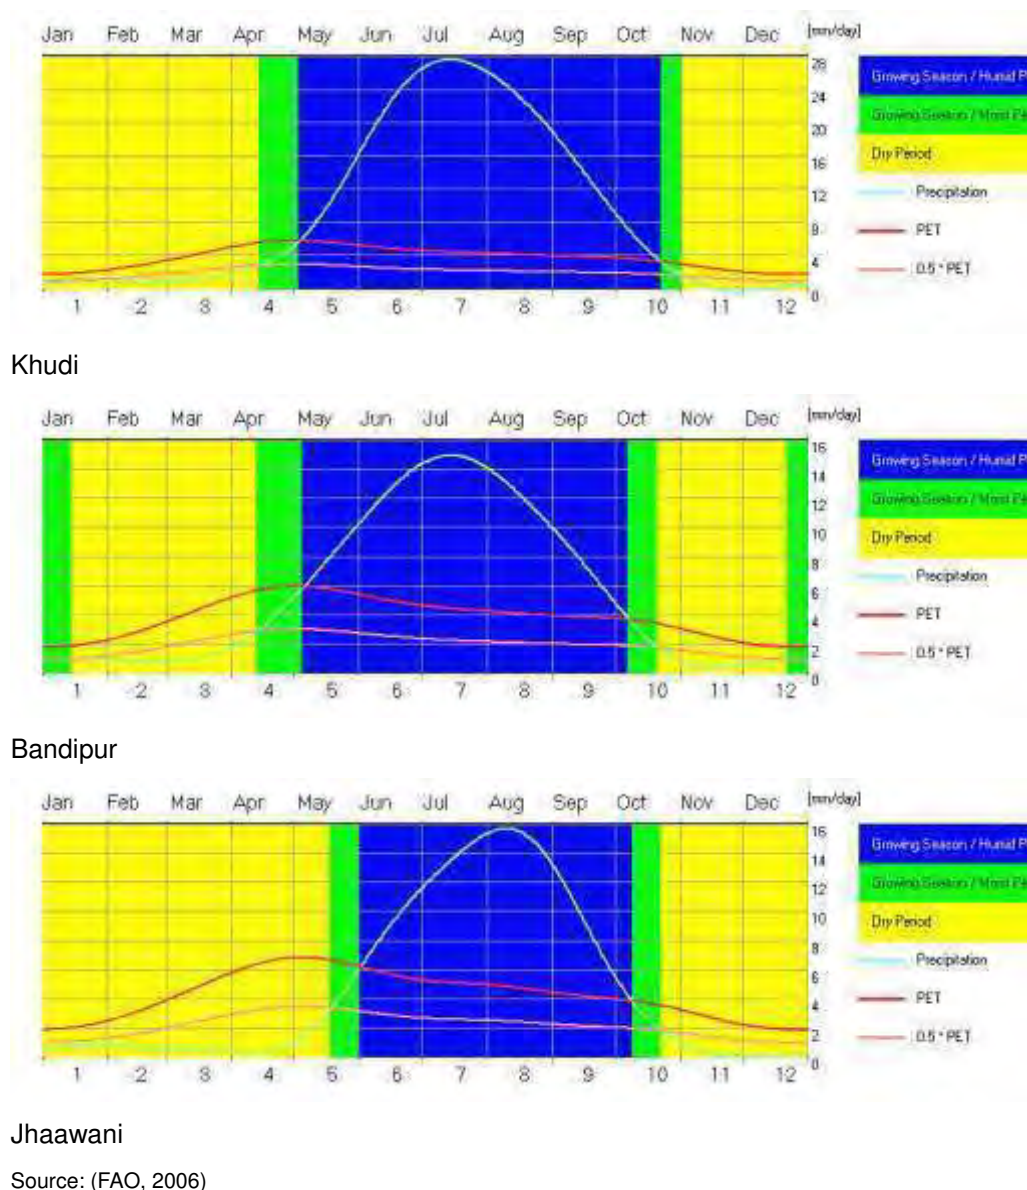 Jan Feb Mar Apr May Jun Jul Aug Sep Oct Nov Dec [mm/day]
28
Growing Season / Humid P
24
Growing Season / Moist Pe
20
Dry Period
16
Precipitation
12
8
PET
4
0.5 * PET
0
1 2 3 4 5 6 7 8 9 10 11 12
Khudi
Jan Feb Mar Apr May Jun Jul Aug Sep Oct Nov Dec [mm/day]
16
Growing Season / Humid P
14
Growing Season / Moist Pe
12
10
Dry Period
8
Precipitation
6
PET
4
2
0.5 * PET
0
1 2 3 4 5 6 7 8 9 10 11 12
Bandipur
Jan Feb Mar Apr May Jun Jul Aug Sep Oct Nov Dec [mm/day]
16
Growing Season / Humid P
14
Growing Season / Moist Pe
12
10
Dry Period
8
Precipitation
6
PET
4
2
0.5 * PET
0
1 2 3 4 5 6 7 8 9 10 11 12
Jhaawani
Source: (FAO, 2006)